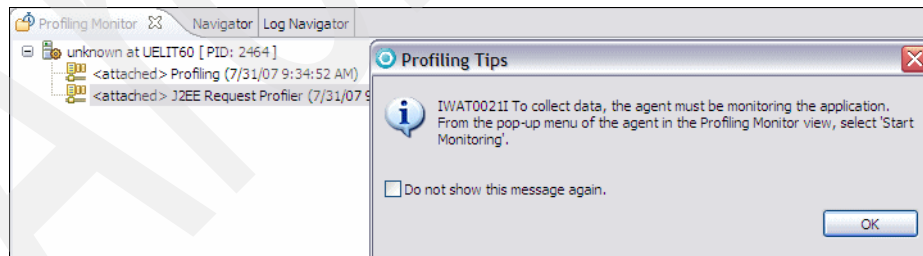 Profiling Monitor Navigator Log Navigator
unknown at UELIT60 [ PID: 2464 ]
<attached> Profiling (7/31/07 9:34:52 AM)
<attached> J2EE Request Profiler (7/31/07 9
Profiling Tips
IWAT0021I To collect data, the agent must be monitoring the application.
From the pop-up menu of the agent in the Profiling Monitor view, select 'Start
Monitoring'.
Do not show this message again.
OK